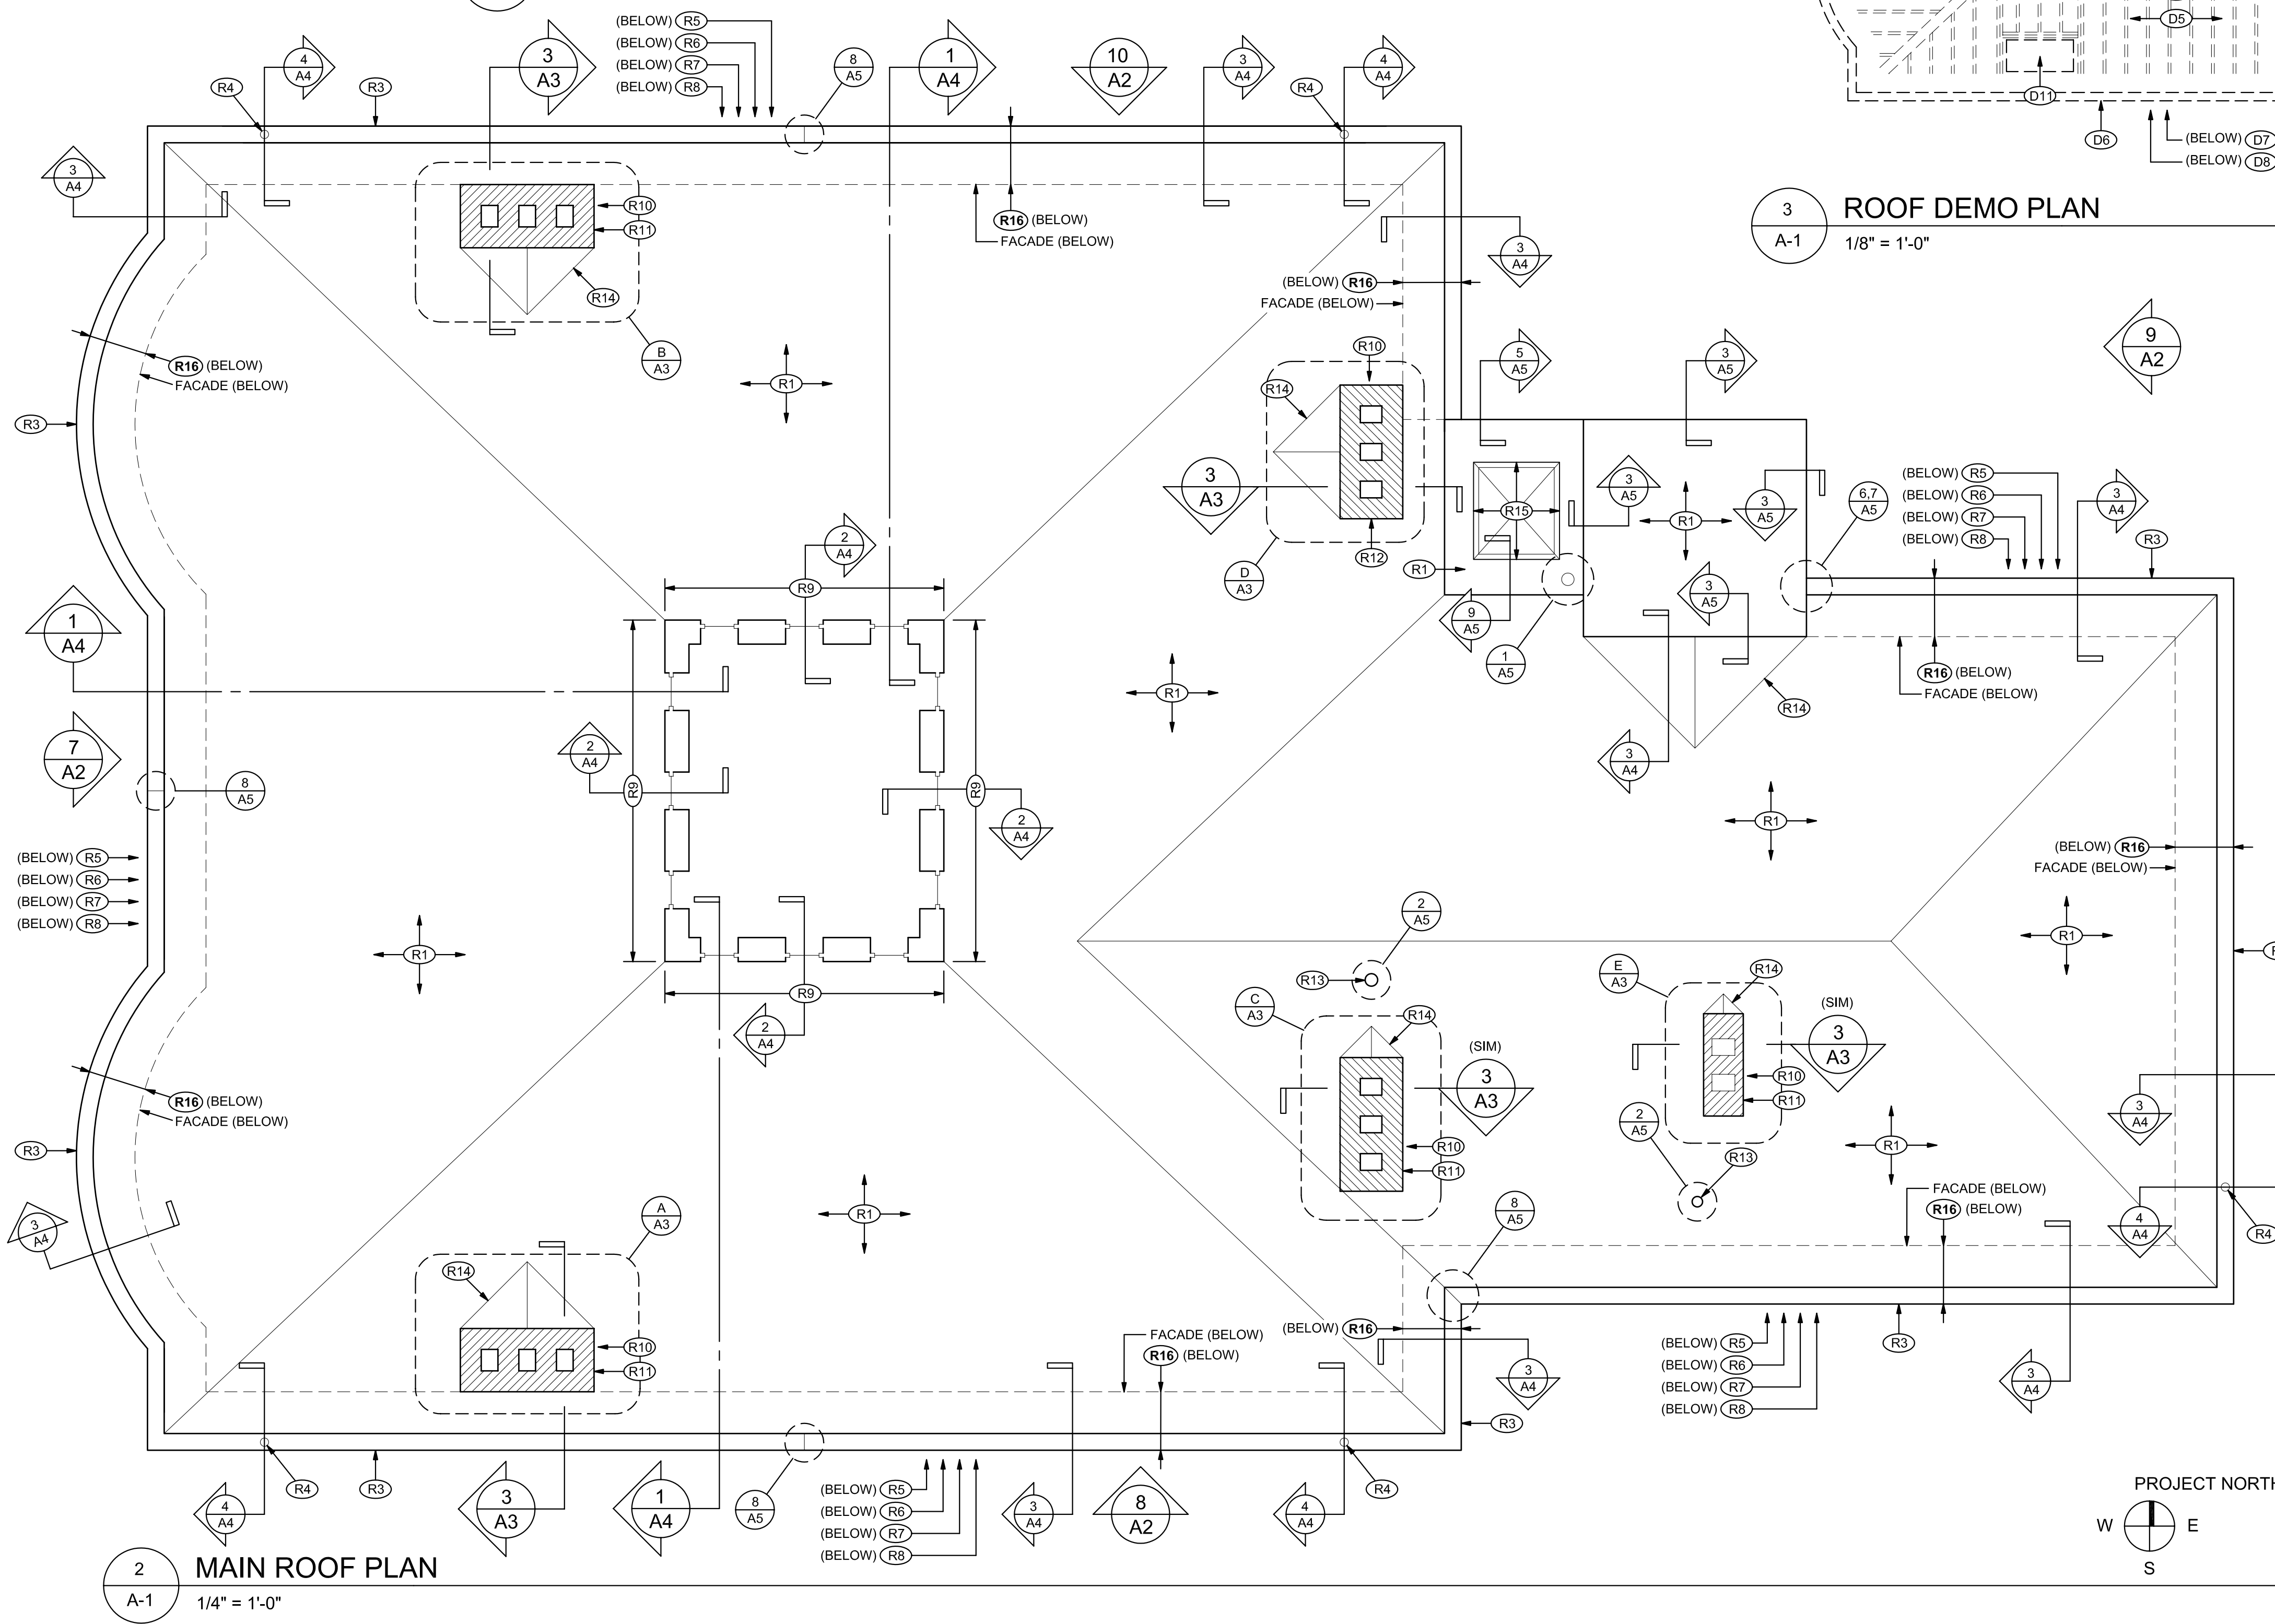 (BELOW) R5
(BELOW) R6
(BELOW) R7
(BELOW) R8
4 A4
3 A3
8 A5
1 A4
10 A2
3 A4
4 A4
R4
R3
R4
D5
D11
D6
(BELOW) D7
(BELOW) D8
3 A-1
ROOF DEMO PLAN
1/8" = 1'-0"
3 A4
R10
R11
R14
B A3
R16 (BELOW)
FACADE (BELOW)
3 A4
(BELOW) R16
FACADE (BELOW)
R16 (BELOW)
FACADE (BELOW)
R3
R1
R10
R14
5 A5
3 A5
9 A2
3 A3
R12
D A3
R15
R1
3 A5
R1
3 A5
6,7 A5
(BELOW) R5
(BELOW) R6
(BELOW) R7
(BELOW) R8
3 A4
R3
2 A4
R9
1 A4
9 A5
3 A5
1 A5
R14
R16 (BELOW)
FACADE (BELOW)
R1
3 A4
7 A2
8 A5
2 A4
R9
R9
2 A4
R1
(BELOW) R16
FACADE (BELOW)
(BELOW) R5
(BELOW) R6
(BELOW) R7
(BELOW) R8
R1
R9
2 A4
2 A5
R13
R1
E A3
R14
(SIM)
3 A3
R10
R11
C A3
R14
(SIM)
3 A3
R10
R11
2 A5
R13
R1
3 A4
4 A4
R4
R16 (BELOW)
FACADE (BELOW)
R3
3 A4
A A3
R14
R10
R11
R1
8 A5
FACADE (BELOW)
R16 (BELOW)
FACADE (BELOW)
R16 (BELOW)
(BELOW) R16
3 A4
R3
(BELOW) R5
(BELOW) R6
(BELOW) R7
(BELOW) R8
R3
3 A4
R4
R3
4 A4
3 A3
1 A4
8 A5
(BELOW) R5
(BELOW) R6
(BELOW) R7
(BELOW) R8
3 A4
8 A2
4 A4
R4
PROJECT NORTH
W E
S
2 A-1
MAIN ROOF PLAN
1/4" = 1'-0"